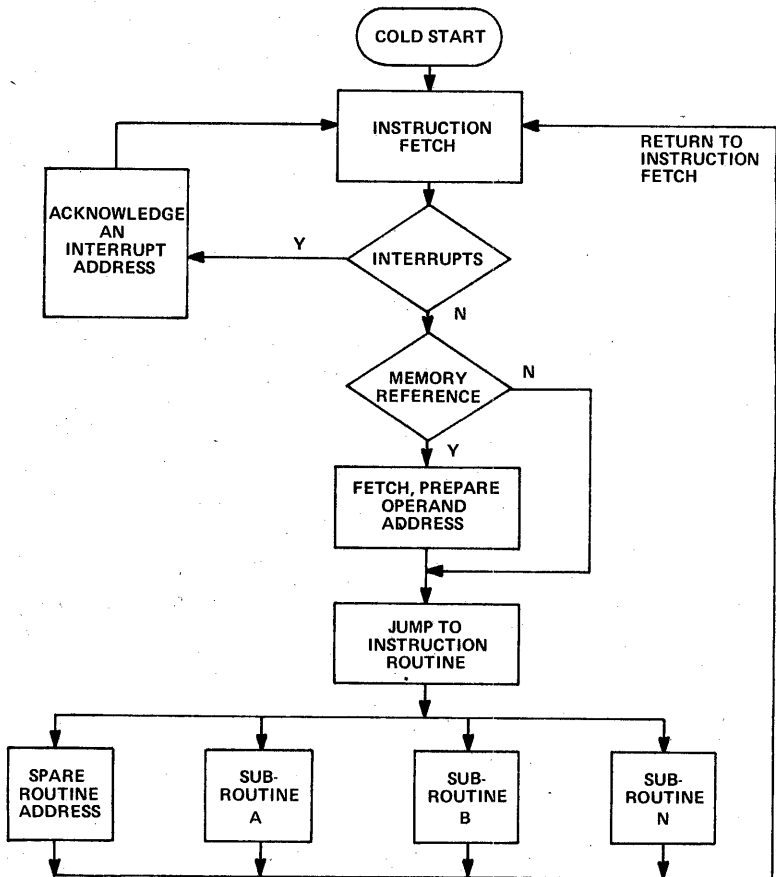 COLD START
INSTRUCTION
FETCH
RETURN TO
INSTRUCTION
FETCH
ACKNOWLEDGE
AN
INTERRUPT
ADDRESS
Y
INTERRUPTS
N
MEMORY
REFERENCE
N
Y
FETCH, PREPARE
OPERAND
ADDRESS
JUMP TO
INSTRUCTION
ROUTINE
SPARE
ROUTINE
ADDRESS
SUB-
ROUTINE
A
SUB-
ROUTINE
B
SUB-
ROUTINE
N